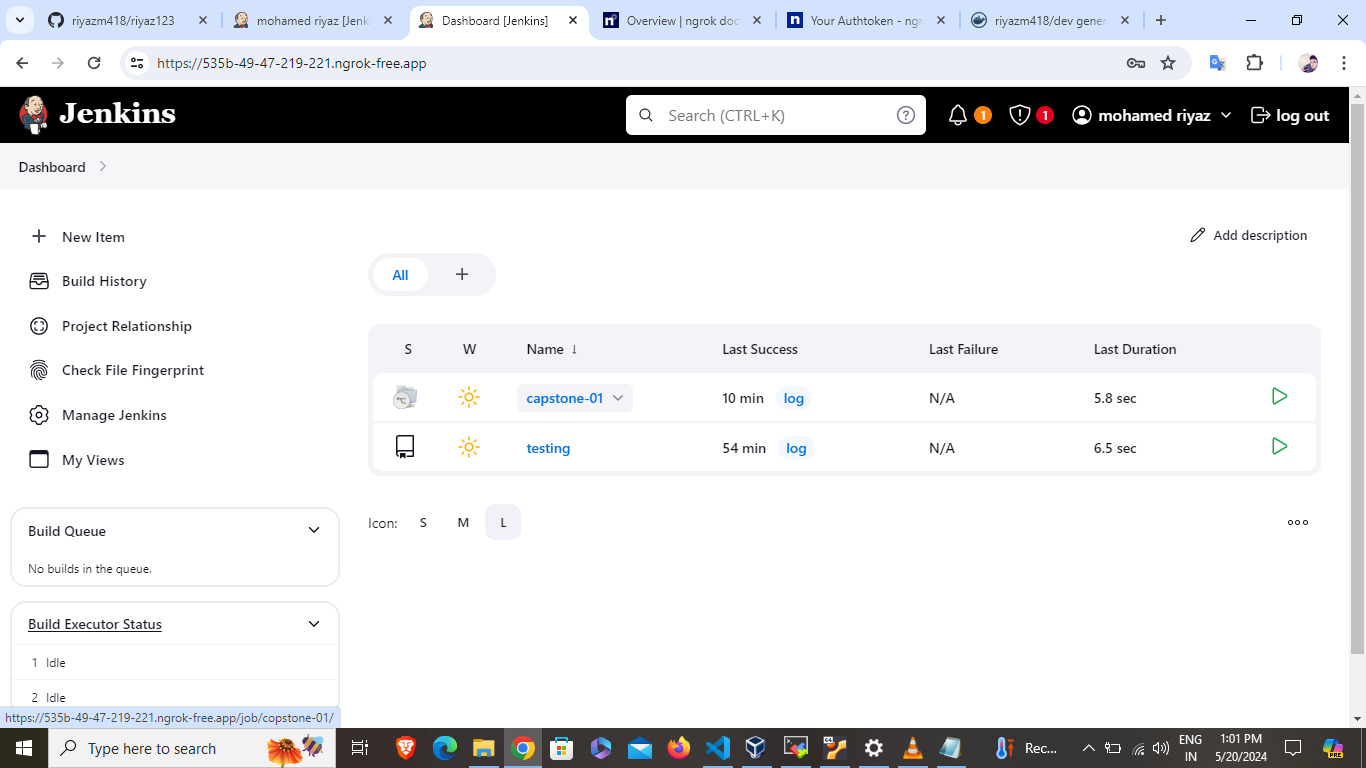 riyazm418/riyaz123
mohamed riyaz [Jenki
Dashboard [Jenkins]
Overview | ngrok doc
Your Authtoken - ngr
riyazm418/dev gener
https://535b-49-47-219-221.ngrok-free.app
Jenkins
Search (CTRL+K)
1
1
mohamed riyaz
log out
Dashboard
New Item
Build History
Project Relationship
Check File Fingerprint
Manage Jenkins
My Views
Add description
All
S W Name ↓ Last Success Last Failure Last Duration
capstone-01 10 min log N/A 5.8 sec
testing 54 min log N/A 6.5 sec
Icon: S M L
Build Queue
No builds in the queue.
Build Executor Status
1 Idle
2 Idle
https://535b-49-47-219-221.ngrok-free.app/job/copstone-01/
Type here to search
Rec...
ENG
IN
1:01 PM
5/20/2024
PRE